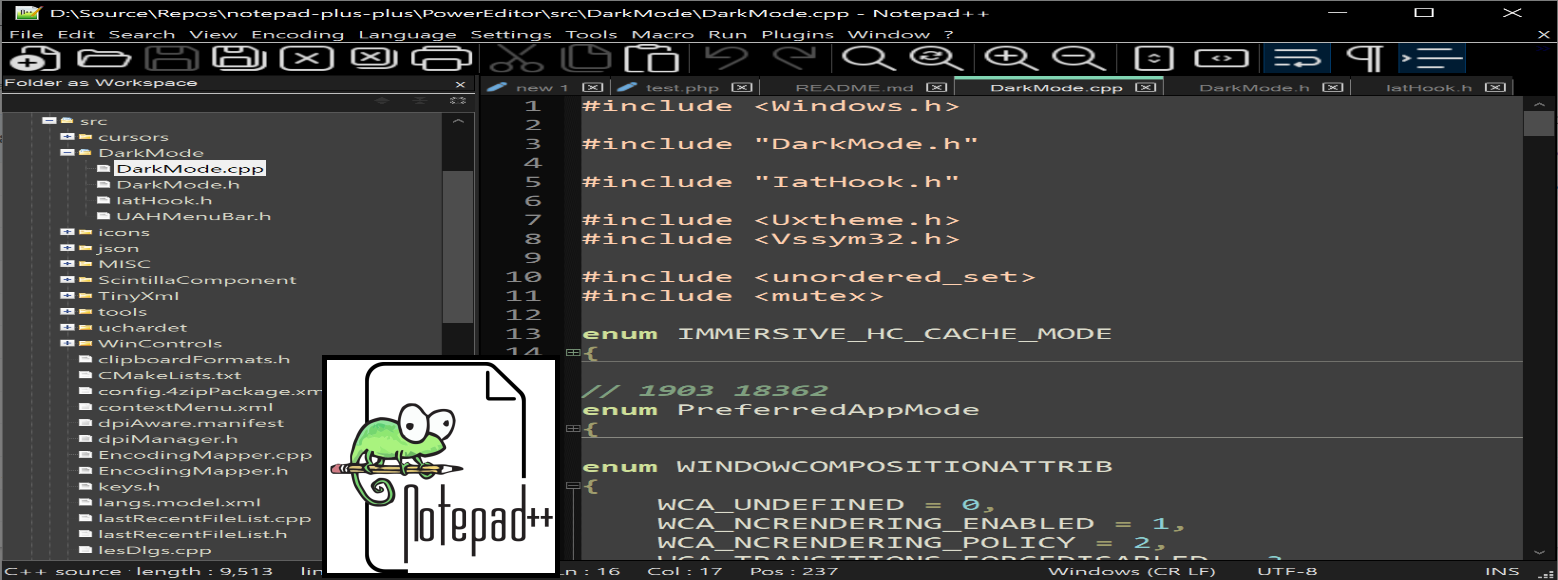 D:\Source\Repos\notepad-plus-plus\PowerEditor\src\DarkMode\DarkMode.cpp - Notepad++
File Edit Search View Encoding Language Settings Tools Macro Run Plugins Window ?
Folder as Workspace
new 1 test.php README.md DarkMode.cpp DarkMode.h IatHook.h
src
cursors
DarkMode
DarkMode.cpp
DarkMode.h
IatHook.h
UAHMenuBar.h
icons
json
MISC
ScintillaComponent
TinyXml
tools
uchardet
WinControls
clipboardFormats.h
CMakeLists.txt
config.4zipPackage.xm
contextMenu.xml
dpiAware.manifest
dpiManager.h
EncodingMapper.cpp
EncodingMapper.h
keys.h
langs.model.xml
lastRecentFileList.cpp
lastRecentFileList.h
lesDlgs.cpp
Notepad++
1 #include <Windows.h>
2
3 #include "DarkMode.h"
4
5 #include "IatHook.h"
6
7 #include <Uxtheme.h>
8 #include <Vssym32.h>
9
10 #include <unordered_set>
11 #include <mutex>
12
13 enum IMMERSIVE_HC_CACHE_MODE
14 {
// 1903 18362
enum PreferredAppMode
{
enum WINDOWCOMPOSITIONATTRIB
{
WCA_UNDEFINED = 0,
WCA_NCRENDERING_ENABLED = 1,
WCA_NCRENDERING_POLICY = 2,
C++ source length : 9,513 lin n : 16 Col : 17 Pos : 237 Windows (CR LF) UTF-8 INS